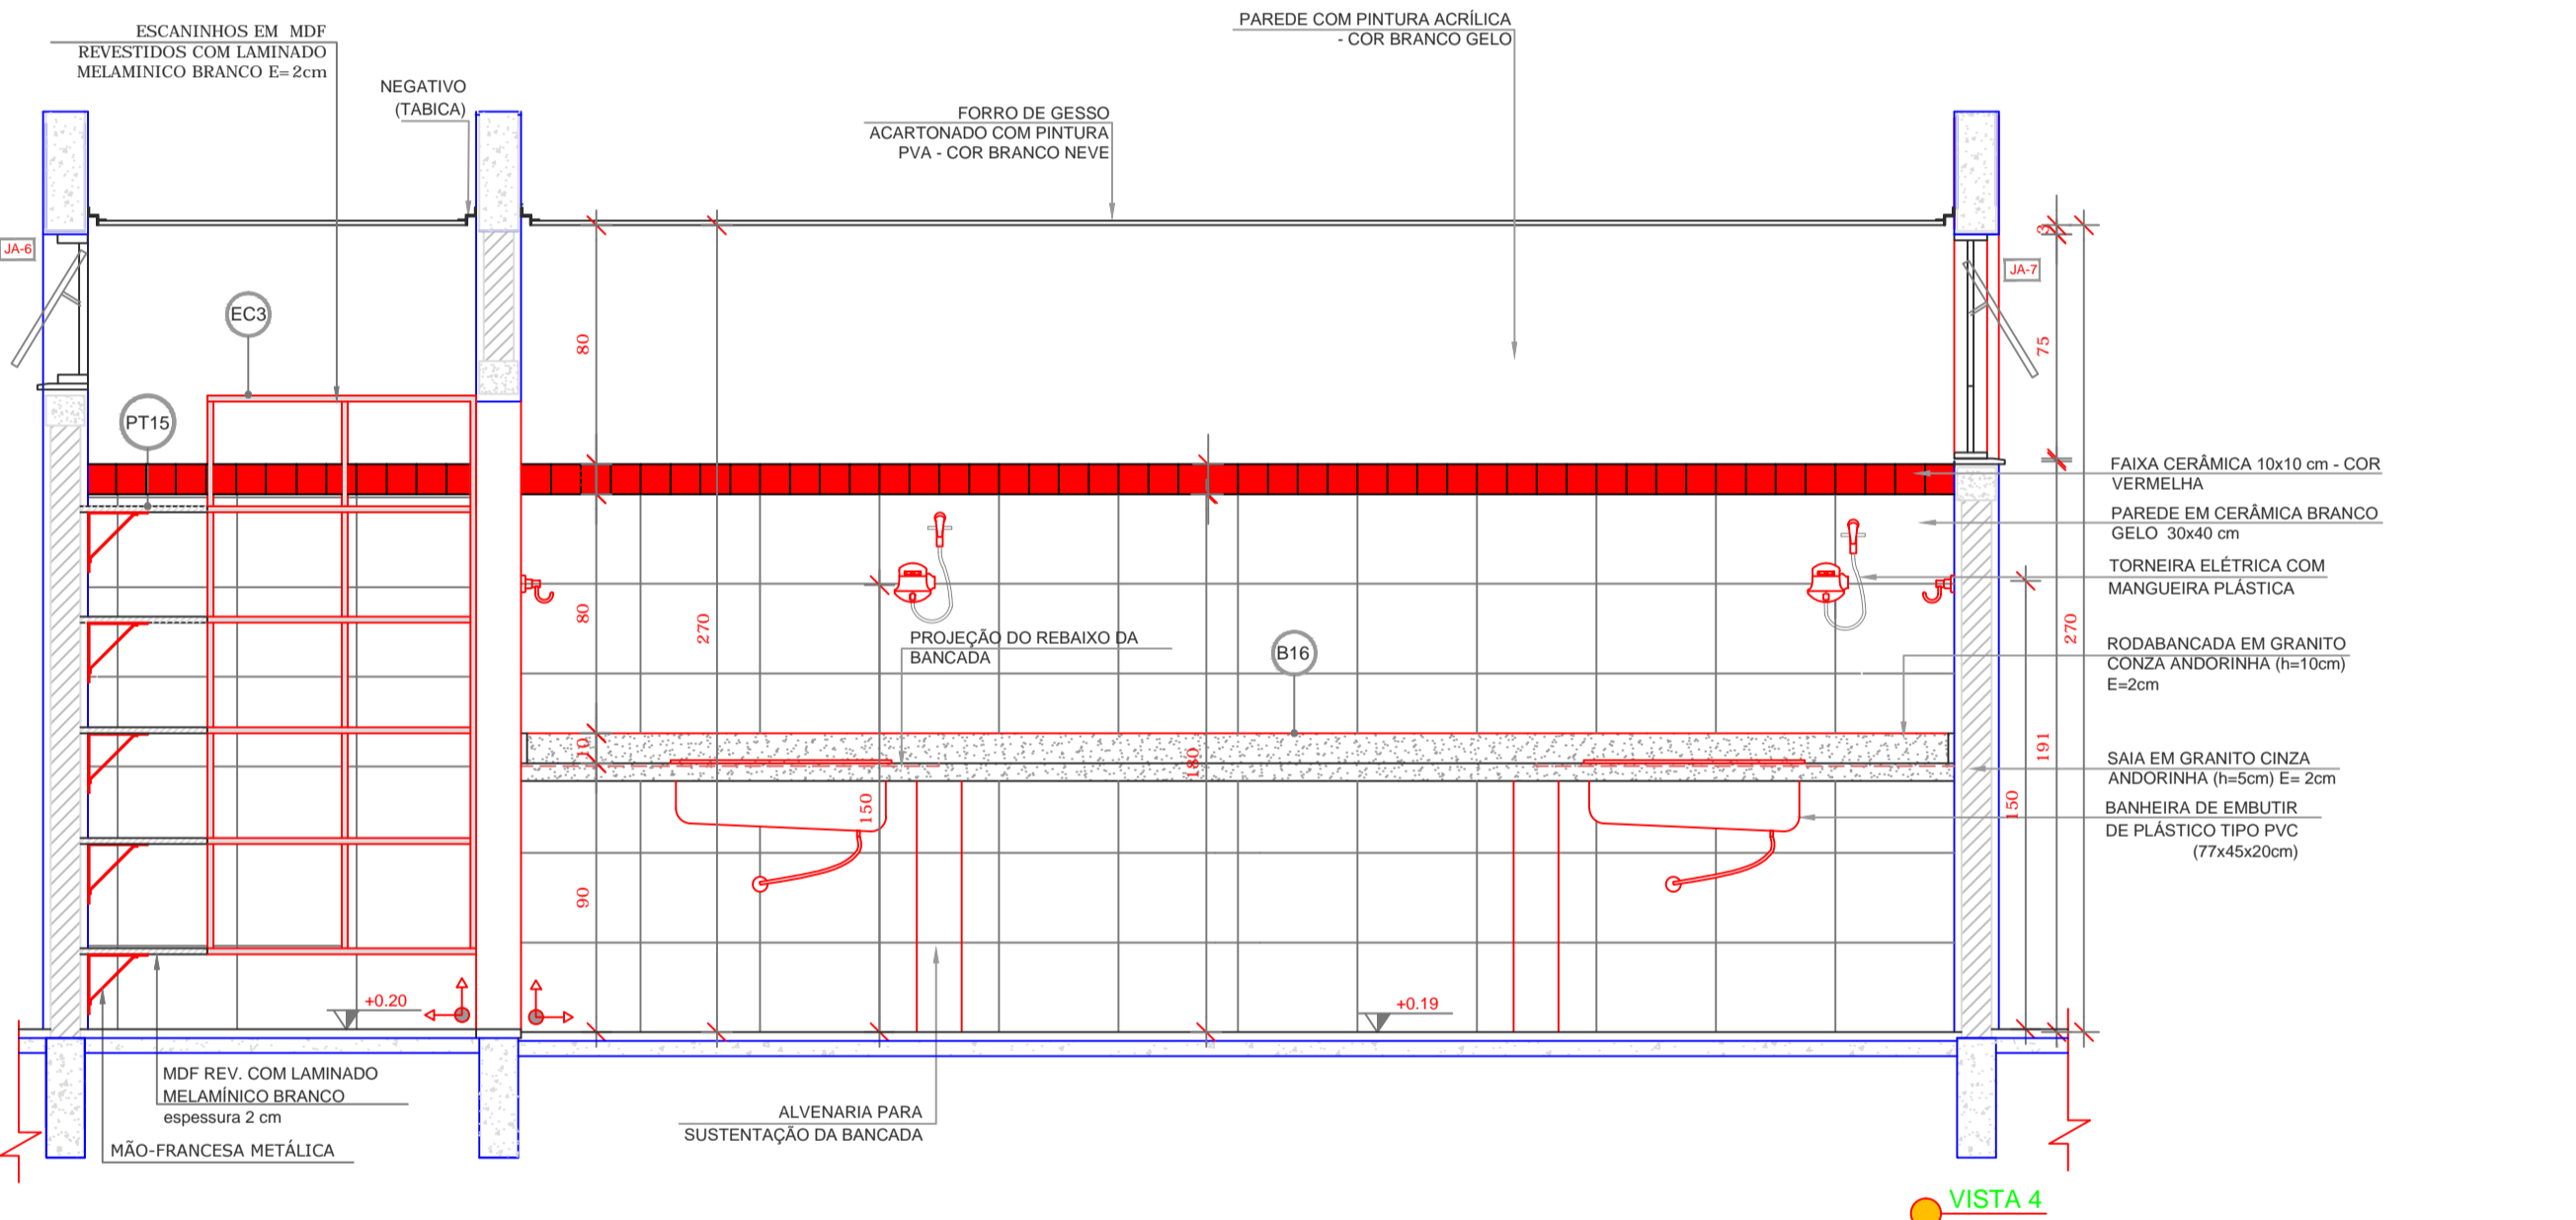 ESCANINHOS EM MDF
REVESTIDOS COM LAMINADO
MELAMINICO BRANCO E=2cm
NEGATIVO
(TABICA)
FORRO DE GESSO
ACARTONADO COM PINTURA
PVA - COR BRANCO NEVE
PAREDE COM PINTURA ACRÍLICA
- COR BRANCO GELO
JA-6
JA-7
EC3
PT15
B16
3
75
80
80
270
10
180
150
90
270
191
150
FAIXA CERÂMICA 10x10 cm - COR
VERMELHA
PAREDE EM CERÂMICA BRANCO
GELO 30x40 cm
TORNEIRA ELÉTRICA COM
MANGUEIRA PLÁSTICA
PROJEÇÃO DO REBAIXO DA
BANCADA
RODABANCADA EM GRANITO
CONZA ANDORINHA (h=10cm)
E=2cm
SAIA EM GRANITO CINZA
ANDORINHA (h=5cm) E= 2cm
BANHEIRA DE EMBUTIR
DE PLÁSTICO TIPO PVC
(77x45x20cm)
+0.20
+0.19
MDF REV. COM LAMINADO
MELAMÍNICO BRANCO
espessura 2 cm
MÃO-FRANCESA METÁLICA
ALVENARIA PARA
SUSTENTAÇÃO DA BANCADA
VISTA 4